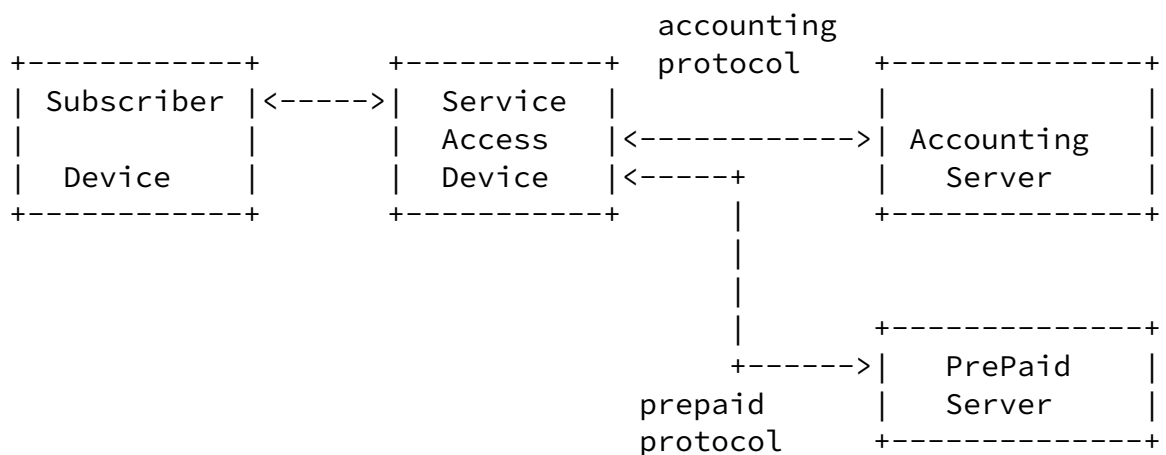 accounting
protocol
Subscriber Service
Access Accounting
Device Device Server
PrePaid
prepaid Server
protocol